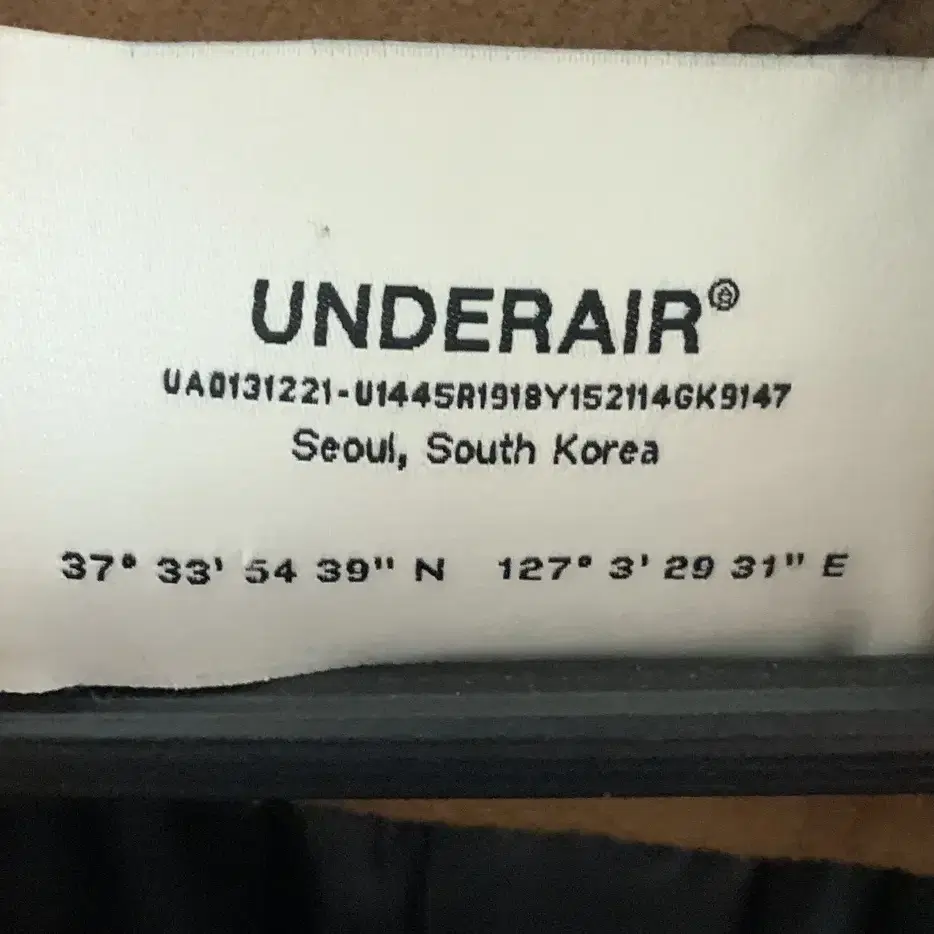 UNDERAIR®
UA0131221-U1445R1918Y152114GK9147
Seoul, South Korea
37° 33' 54 39" N 127° 3' 29 31" E